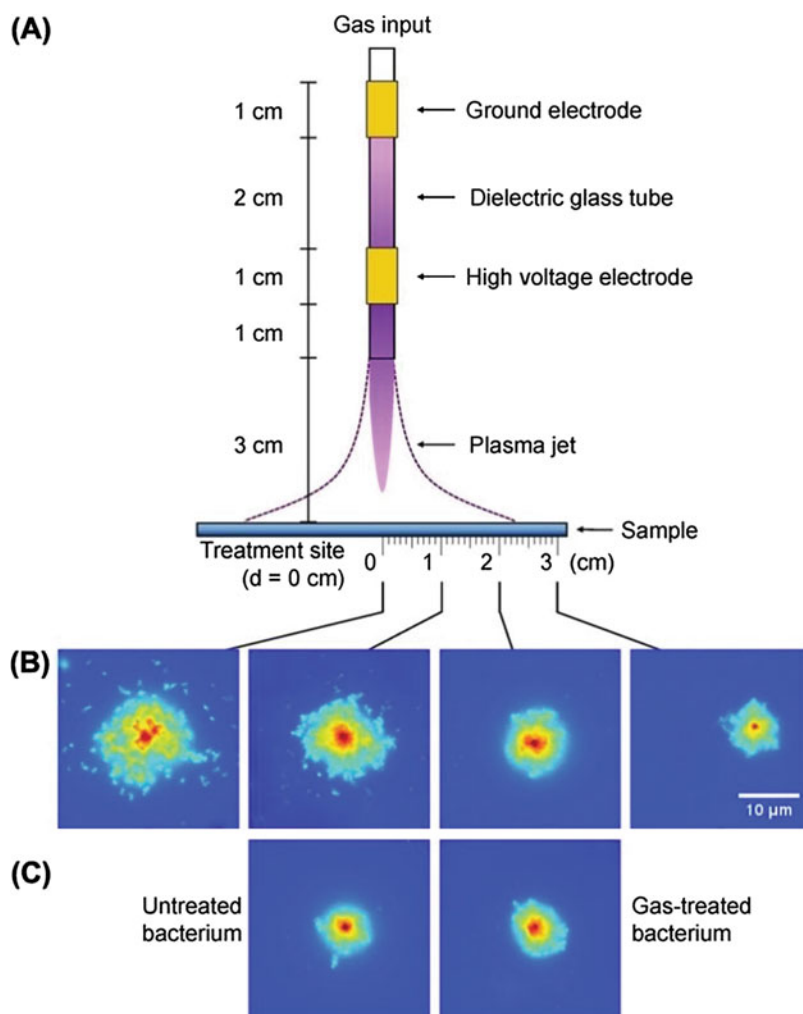 (A)
Gas input
1 cm
Ground electrode
2 cm
Dielectric glass tube
1 cm
High voltage electrode
1 cm
3 cm
Plasma jet
Sample
Treatment site
(d = 0 cm)
0 1 2 3 (cm)
(B)
10 µm
(C)
Untreated
bacterium
Gas-treated
bacterium